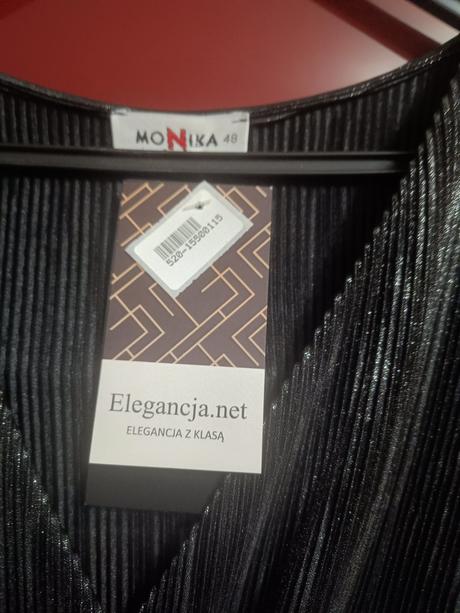 MONIKA 48
520-15500115
Elegancja.net
ELEGANCJA Z KLASĄ